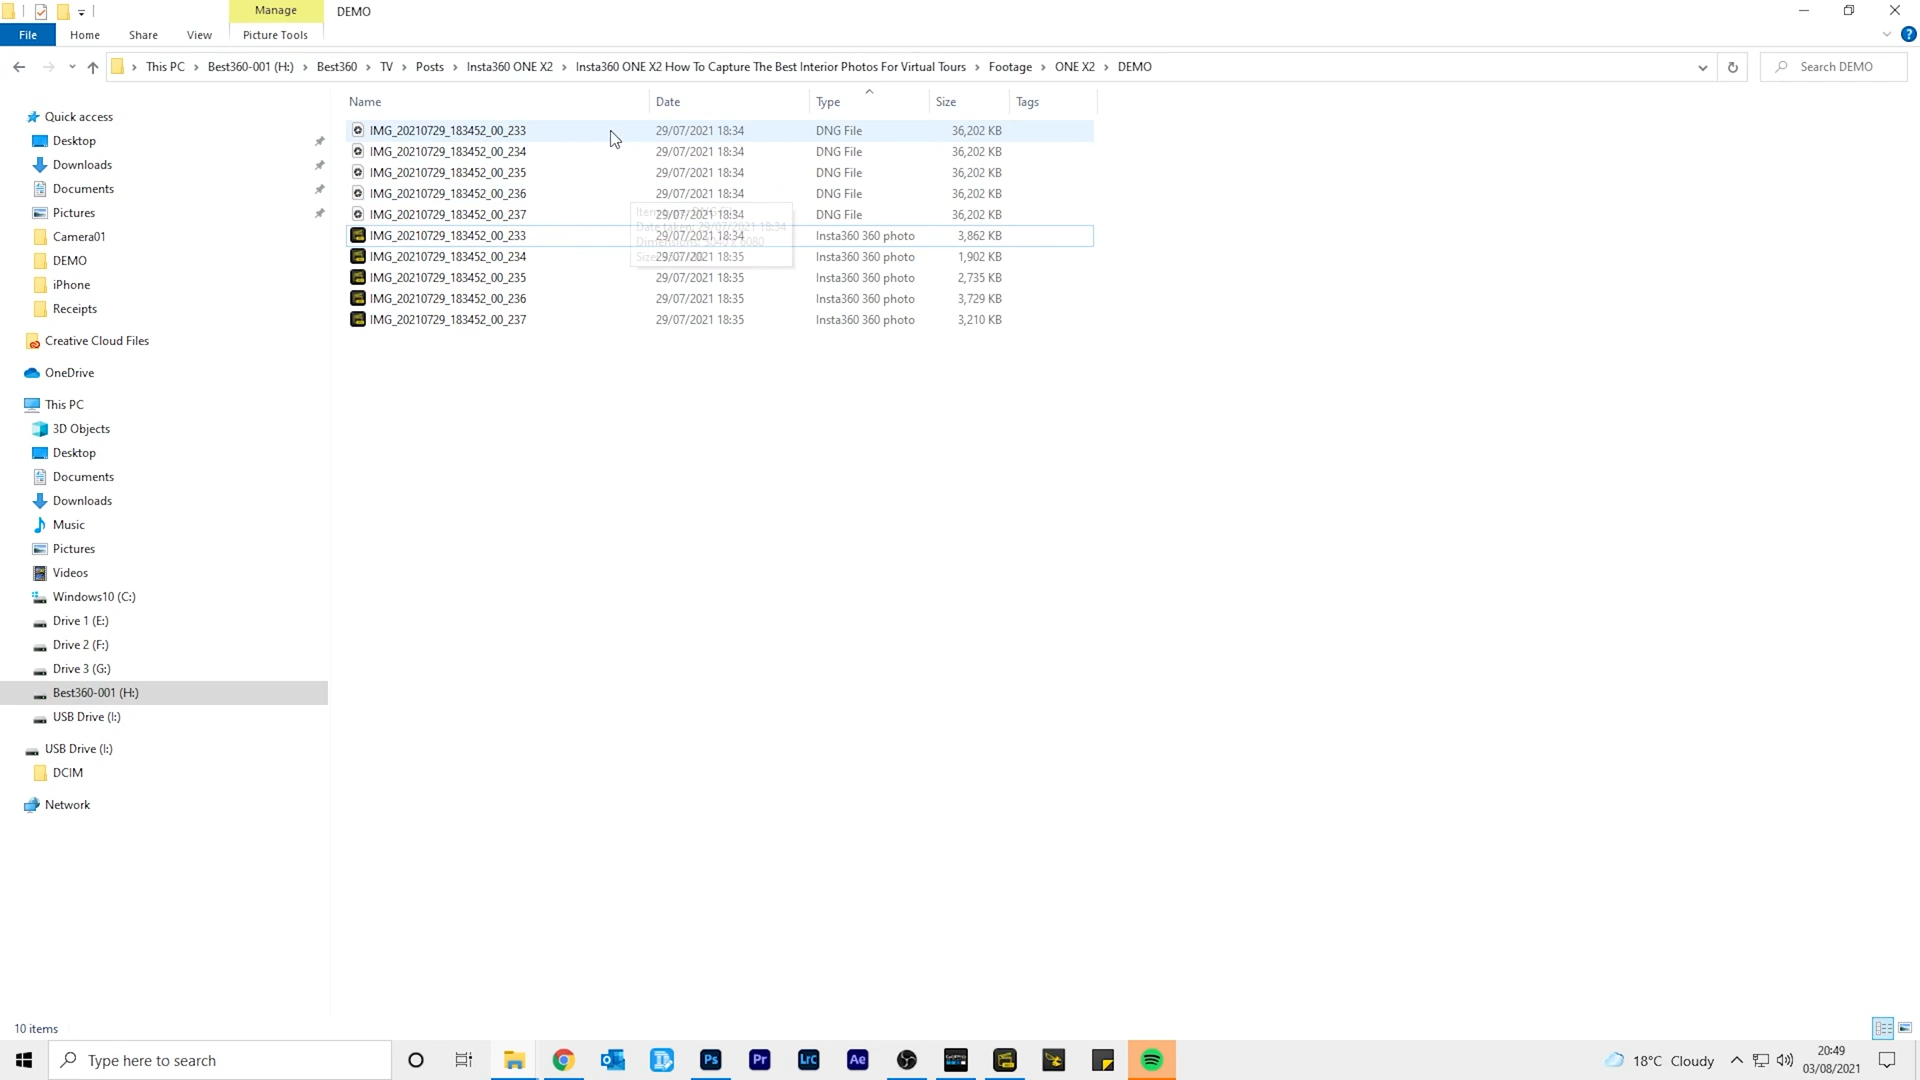 Manage DEMO
File Home Share View Picture Tools
This PC Best360-001 (H:) Best360 TV Posts Insta360 ONE X2 Insta360 ONE X2 How To Capture The Best Interior Photos For Virtual Tours Footage ONE X2 DEMO Search DEMO
Name Date Type Size Tags
IMG_20210729_183452_00_233 29/07/2021 18:34 DNG File 36,202 KB
IMG_20210729_183452_00_234 29/07/2021 18:34 DNG File 36,202 KB
IMG_20210729_183452_00_235 29/07/2021 18:34 DNG File 36,202 KB
IMG_20210729_183452_00_236 29/07/2021 18:34 DNG File 36,202 KB
IMG_20210729_183452_00_237 29/07/2021 18:34 DNG File 36,202 KB
IMG_20210729_183452_00_233 29/07/2021 18:34 Insta360 360 photo 3,862 KB
IMG_20210729_183452_00_234 29/07/2021 18:35 Insta360 360 photo 1,902 KB
IMG_20210729_183452_00_235 29/07/2021 18:35 Insta360 360 photo 2,735 KB
IMG_20210729_183452_00_236 29/07/2021 18:35 Insta360 360 photo 3,729 KB
IMG_20210729_183452_00_237 29/07/2021 18:35 Insta360 360 photo 3,210 KB
Date taken: 29/07/2021 18:34
Quick access
Desktop
Downloads
Documents
Pictures
Camera01
DEMO
iPhone
Receipts
Creative Cloud Files
OneDrive
This PC
3D Objects
Desktop
Documents
Downloads
Music
Pictures
Videos
Windows10 (C:)
Drive 1 (E:)
Drive 2 (F:)
Drive 3 (G:)
Best360-001 (H:)
USB Drive (I:)
USB Drive (I:)
DCIM
Network
10 items
Type here to search Ps Pr Lrc Ae 18°C Cloudy 20:49
03/08/2021